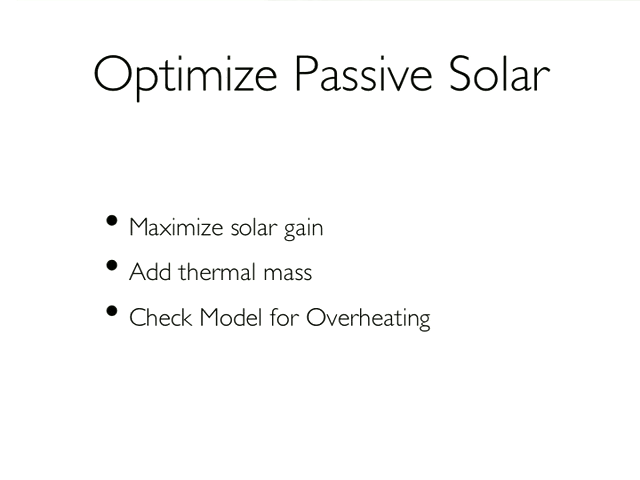 Optimize Passive Solar
• Maximize solar gain
• Add thermal mass
• Check Model for Overheating